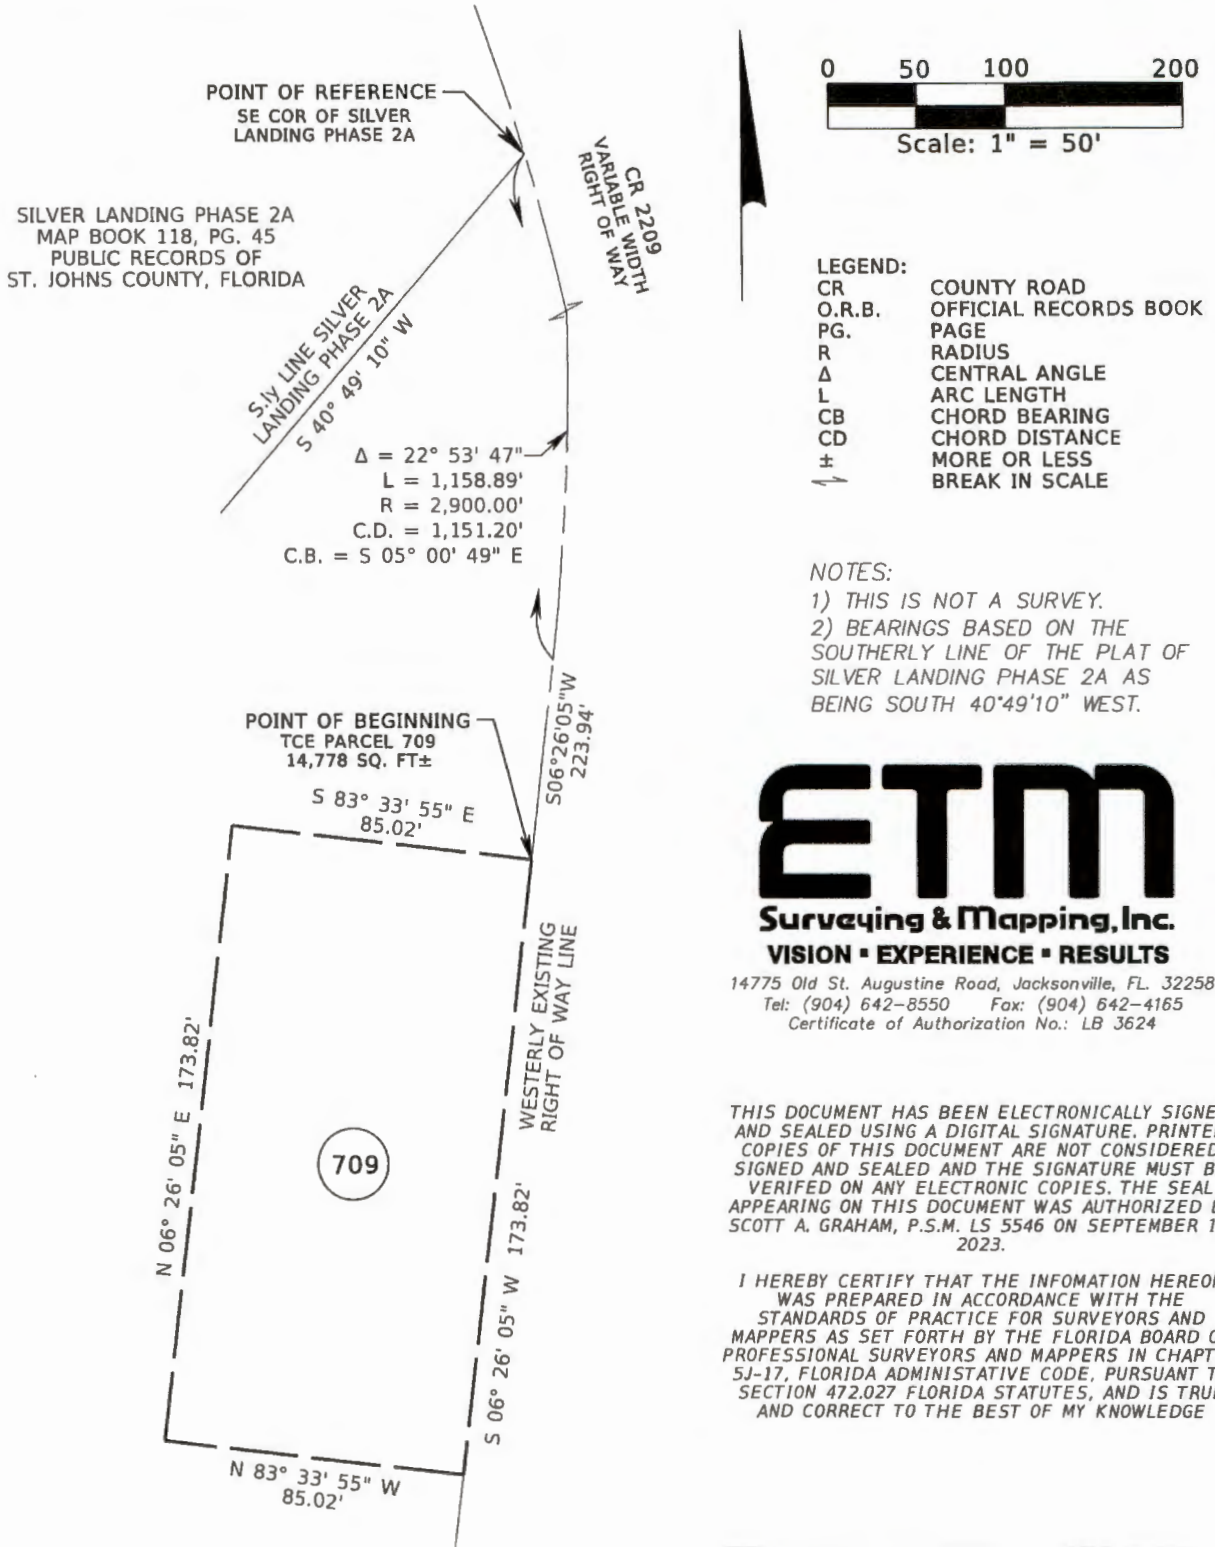 POINT OF REFERENCE
SE COR OF SILVER
LANDING PHASE 2A
SILVER LANDING PHASE 2A
MAP BOOK 118, PG. 45
PUBLIC RECORDS OF
ST. JOHNS COUNTY, FLORIDA
CR 2209
VARIABLE WIDTH
RIGHT OF WAY
S.ly LINE SILVER
LANDING PHASE 2A
S 40° 49' 10" W
Δ = 22° 53' 47"
L = 1,158.89'
R = 2,900.00'
C.D. = 1,151.20'
C.B. = S 05° 00' 49" E
S06°26'05"W
223.94'
POINT OF BEGINNING
TCE PARCEL 709
14,778 SQ. FT±
S 83° 33' 55" E
85.02'
WESTERLY EXISTING
RIGHT OF WAY LINE
N 06° 26' 05" E 173.82'
709
S 06° 26' 05" W 173.82'
N 83° 33' 55" W
85.02'
0 50 100 200
Scale: 1" = 50'
LEGEND:
CR COUNTY ROAD
O.R.B. OFFICIAL RECORDS BOOK
PG. PAGE
R RADIUS
Δ CENTRAL ANGLE
L ARC LENGTH
CB CHORD BEARING
CD CHORD DISTANCE
± MORE OR LESS
BREAK IN SCALE
NOTES:
1) THIS IS NOT A SURVEY.
2) BEARINGS BASED ON THE
SOUTHERLY LINE OF THE PLAT OF
SILVER LANDING PHASE 2A AS
BEING SOUTH 40°49'10" WEST.
ETM
Surveying & Mapping, Inc.
VISION ▪ EXPERIENCE ▪ RESULTS
14775 Old St. Augustine Road, Jacksonville, FL. 32258
Tel: (904) 642-8550 Fax: (904) 642-4165
Certificate of Authorization No.: LB 3624
THIS DOCUMENT HAS BEEN ELECTRONICALLY SIGNE
AND SEALED USING A DIGITAL SIGNATURE. PRINTE
COPIES OF THIS DOCUMENT ARE NOT CONSIDERED
SIGNED AND SEALED AND THE SIGNATURE MUST B
VERIFED ON ANY ELECTRONIC COPIES. THE SEAL
APPEARING ON THIS DOCUMENT WAS AUTHORIZED
SCOTT A. GRAHAM, P.S.M. LS 5546 ON SEPTEMBER 1
2023.
I HEREBY CERTIFY THAT THE INFOMATION HEREO
WAS PREPARED IN ACCORDANCE WITH THE
STANDARDS OF PRACTICE FOR SURVEYORS AND
MAPPERS AS SET FORTH BY THE FLORIDA BOARD
PROFESSIONAL SURVEYORS AND MAPPERS IN CHAPT
5J-17, FLORIDA ADMINISTATIVE CODE, PURSUANT T
SECTION 472.027 FLORIDA STATUTES, AND IS TRU
AND CORRECT TO THE BEST OF MY KNOWLEDGE